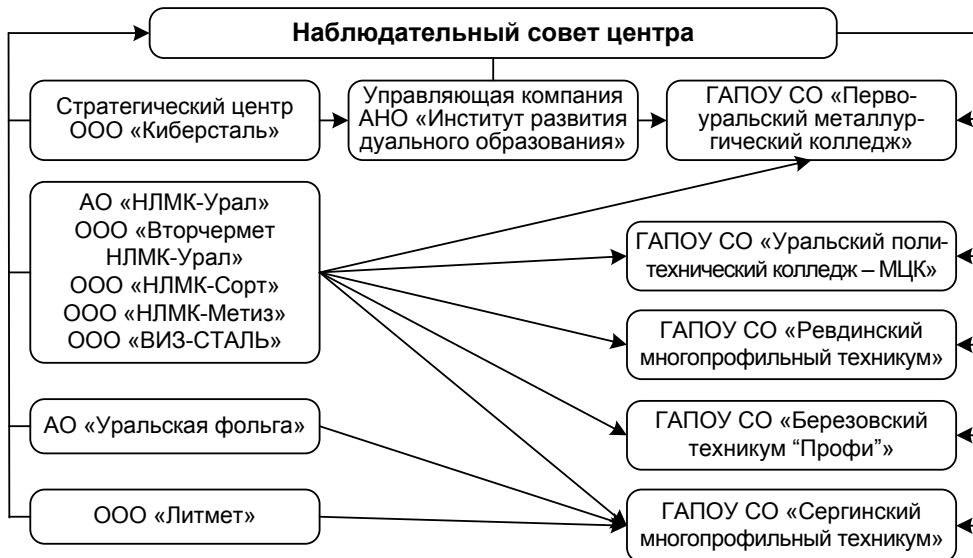 Наблюдательный совет центра
Стратегический центр
ООО «Киберсталь»
Управляющая компания
АНО «Институт развития
дуального образования»
ГАПОУ СО «Перво-
уральский металлур-
гический колледж»
АО «НЛМК-Урал»
ООО «Вторчермет
НЛМК-Урал»
ООО «НЛМК-Сорт»
ООО «НЛМК-Метиз»
ООО «ВИЗ-СТАЛЬ»
ГАПОУ СО «Уральский поли-
технический колледж – МЦК»
ГАПОУ СО «Ревдинский
многопрофильный техникум»
АО «Уральская фольга»
ГАПОУ СО «Березовский
техникум “Профи”»
ООО «Литмет»
ГАПОУ СО «Сергинский
многопрофильный техникум»